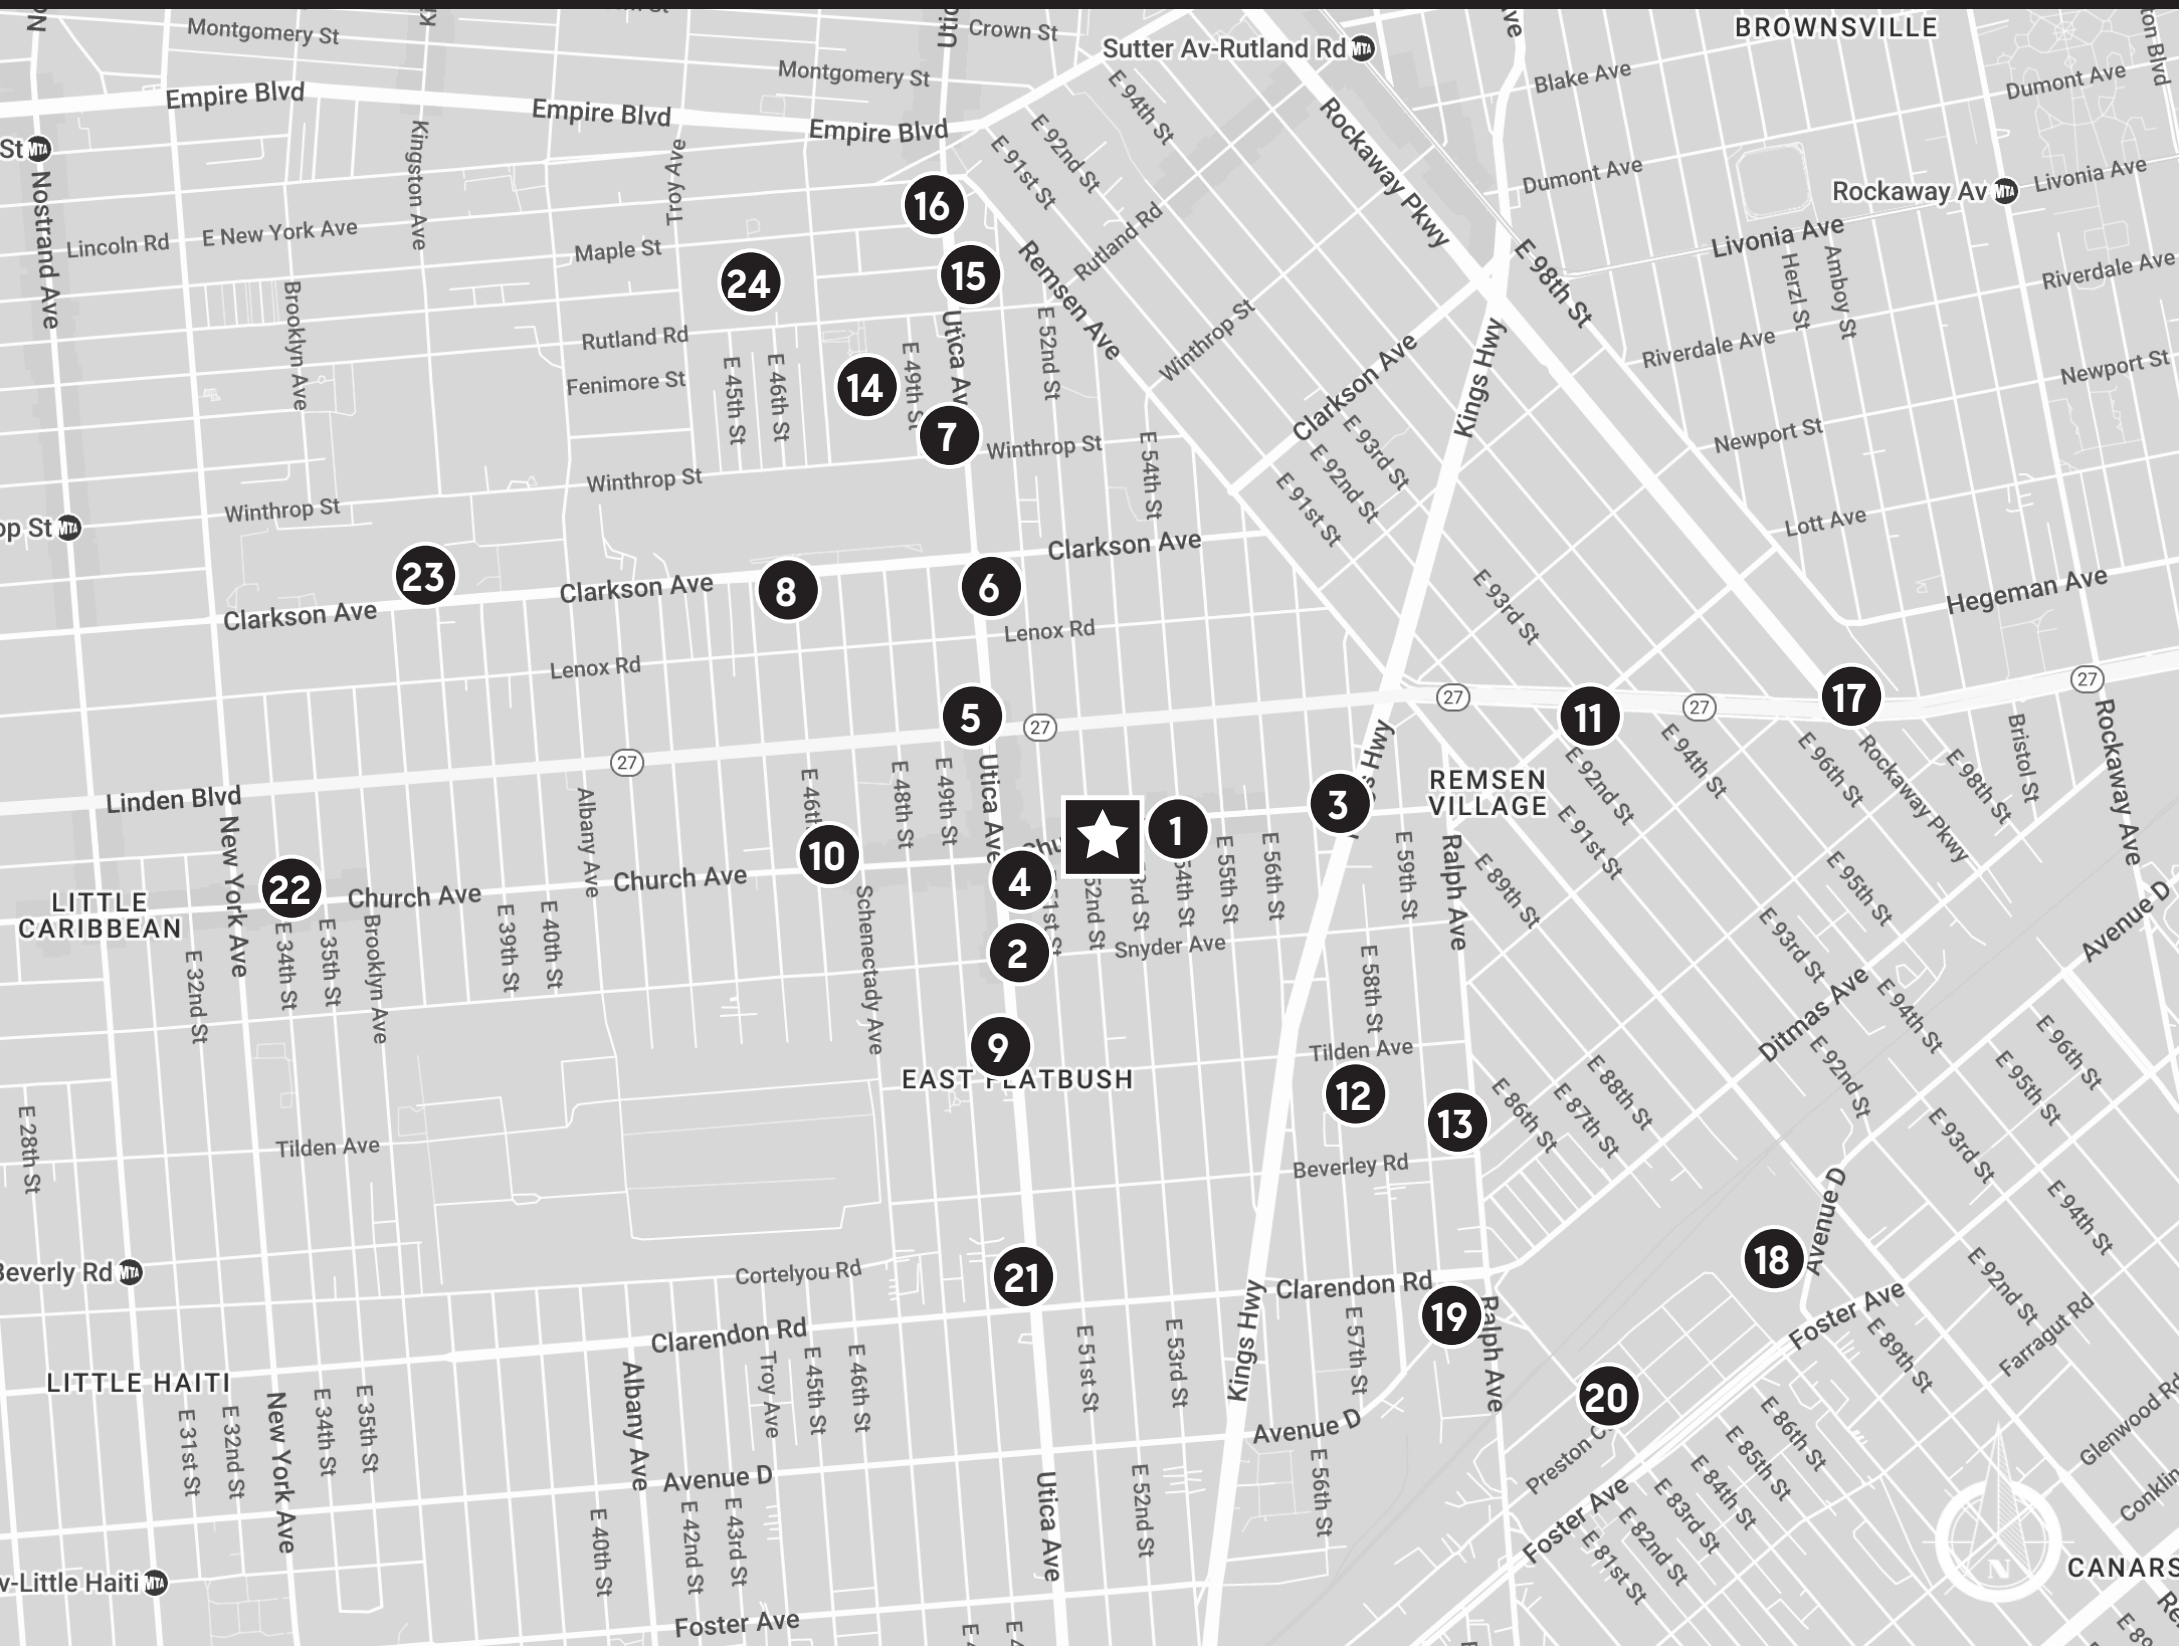 Montgomery St
Crown St
Sutter Av-Rutland Rd MTA
BROWNSVILLE
Blake Ave
Dumont Ave
Montgomery St
Empire Blvd
Empire Blvd
Empire Blvd
E 94th St
E 92nd St
E 91st St
Rockaway Pkwy
St MTA
Kingston Ave
Troy Ave
Nostrand Ave
Dumont Ave
Rockaway Av MTA
Livonia Ave
16
Lincoln Rd
E New York Ave
Maple St
Rutland Rd
Remsen Ave
E 98th St
Livonia Ave
Herzl St
Amboy St
Riverdale Ave
24
15
Brooklyn Ave
Utica Av
E 52nd St
Winthrop St
Kings Hwy
Rutland Rd
Fenimore St
E 45th St
E 46th St
14
E 49th St
Clarkson Ave
Riverdale Ave
Newport St
7
Winthrop St
E 54th St
E 93rd St
E 92nd St
E 91st St
Newport St
Winthrop St
Winthrop St
MTA
Lott Ave
23
Clarkson Ave
Clarkson Ave
Clarkson Ave
8
6
Lenox Rd
E 93rd St
Hegeman Ave
Lenox Rd
5
27
27
27
27
27
11
17
Linden Blvd
Albany Ave
E 48th St
E 49th St
Utica Ave
1
3
REMSEN
VILLAGE
E 92nd St
E 91st St
E 94th St
E 96th St
Rockaway Pkwy
E 98th St
Bristol St
Rockaway Ave
New York Ave
10
4
LITTLE
CARIBBEAN
22
Church Ave
Church Ave
E 32nd St
E 34th St
E 35th St
Brooklyn Ave
E 39th St
E 40th St
Schenectady Ave
2
Snyder Ave
E 55th St
E 56th St
E 59th St
Ralph Ave
E 89th St
E 58th St
E 95th St
E 93rd St
E 94th St
Avenue D
Ditmas Ave
E 92nd St
9
EAST FLATBUSH
Tilden Ave
12
13
E 86th St
E 87th St
E 88th St
E 96th St
E 95th St
E 93rd St
E 94th St
E 28th St
Tilden Ave
Beverley Rd
Avenue D
18
Beverly Rd MTA
Cortelyou Rd
21
Clarendon Rd
19
Ralph Ave
Foster Ave
E 92nd St
E 89th St
Farragut Rd
Clarendon Rd
LITTLE HAITI
E 31st St
E 32nd St
New York Ave
E 34th St
E 35th St
Albany Ave
Troy Ave
E 45th St
E 46th St
E 51st St
E 53rd St
Kings Hwy
E 57th St
20
Avenue D
Avenue D
Preston
E 86th St
E 85th St
E 84th St
E 83rd St
E 82nd St
E 81st St
Glenwood Rd
E 40th St
E 42nd St
E 43rd St
Utica Ave
E 52nd St
E 56th St
Foster Ave
N
MTA
Foster Ave